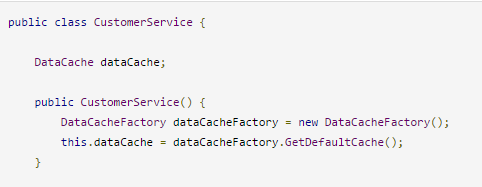 public class CustomerService {
DataCache dataCache;
public CustomerService() {
DataCacheFactory dataCacheFactory = new DataCacheFactory();
this.dataCache = dataCacheFactory.GetDefaultCache();
}